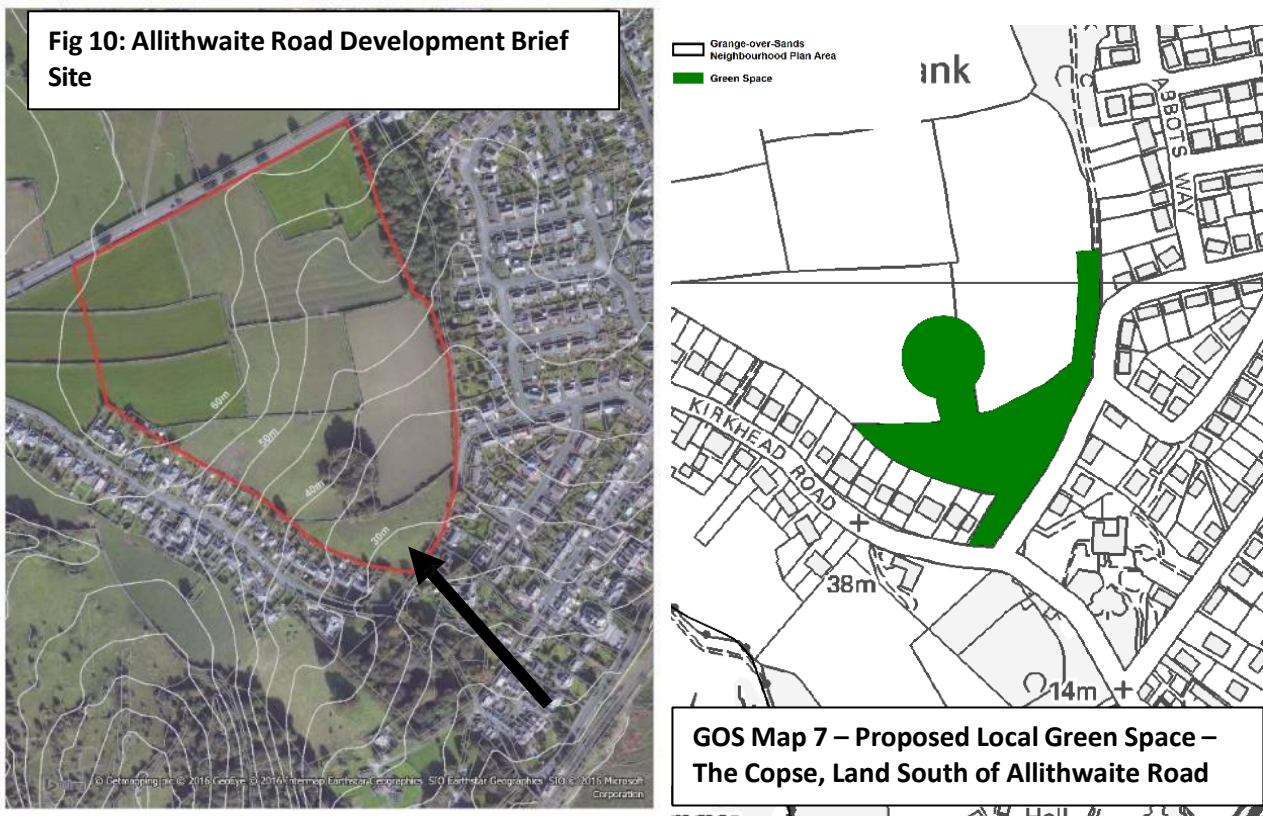 Fig 10: Allithwaite Road Development Brief
Site
60m
50m
40m
30m
© Getmapping plc © 2016 GeoEye © 2016 Intermap Earthstar Geographics SIO Earthstar Geographics SIO © 2016 Microsoft
Corporation
Grange-over-Sands
Neighbourhood Plan Area
Green Space
ank
ABBOTS WAY
KIRKHEAD ROAD
38m
14m
GOS Map 7 – Proposed Local Green Space –
The Copse, Land South of Allithwaite Road